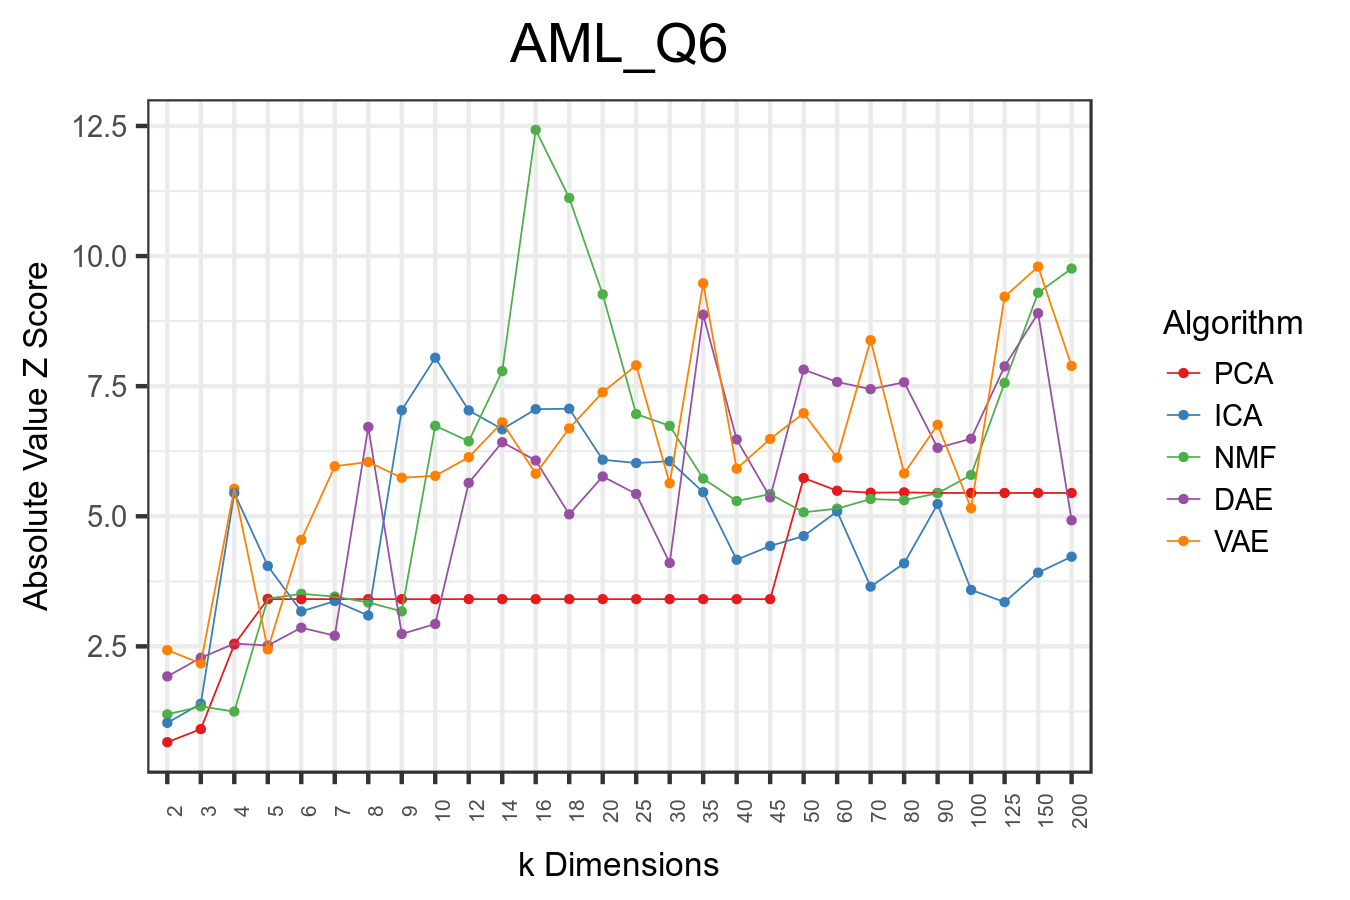 AML_Q6
Absolute Value Z Score
12.5
10.0
7.5
5.0
2.5
2 3 4 5 6 7 8 9 10 12 14 16 18 20 25 30 35 40 45 50 60 70 80 90 100 125 150 200
k Dimensions
Algorithm
PCA
ICA
NMF
DAE
VAE